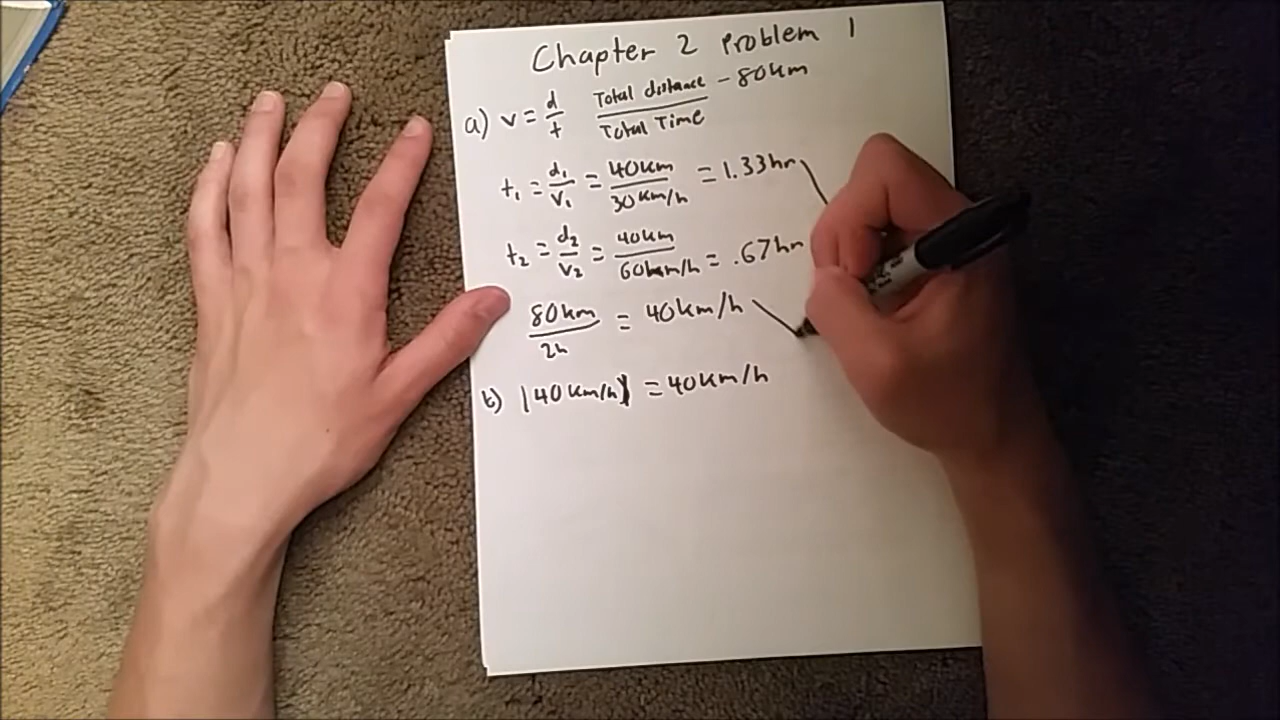 Chapter 2 Problem 1
a) v = d/t Total distance/Total Time - 80km
t₁ = d₁/v₁ = 40km/30km/h = 1.33hr
t₂ = d₂/v₂ = 40km/60km/h = .67hr
80km/2h = 40km/h
b) |40km/h| = 40km/h